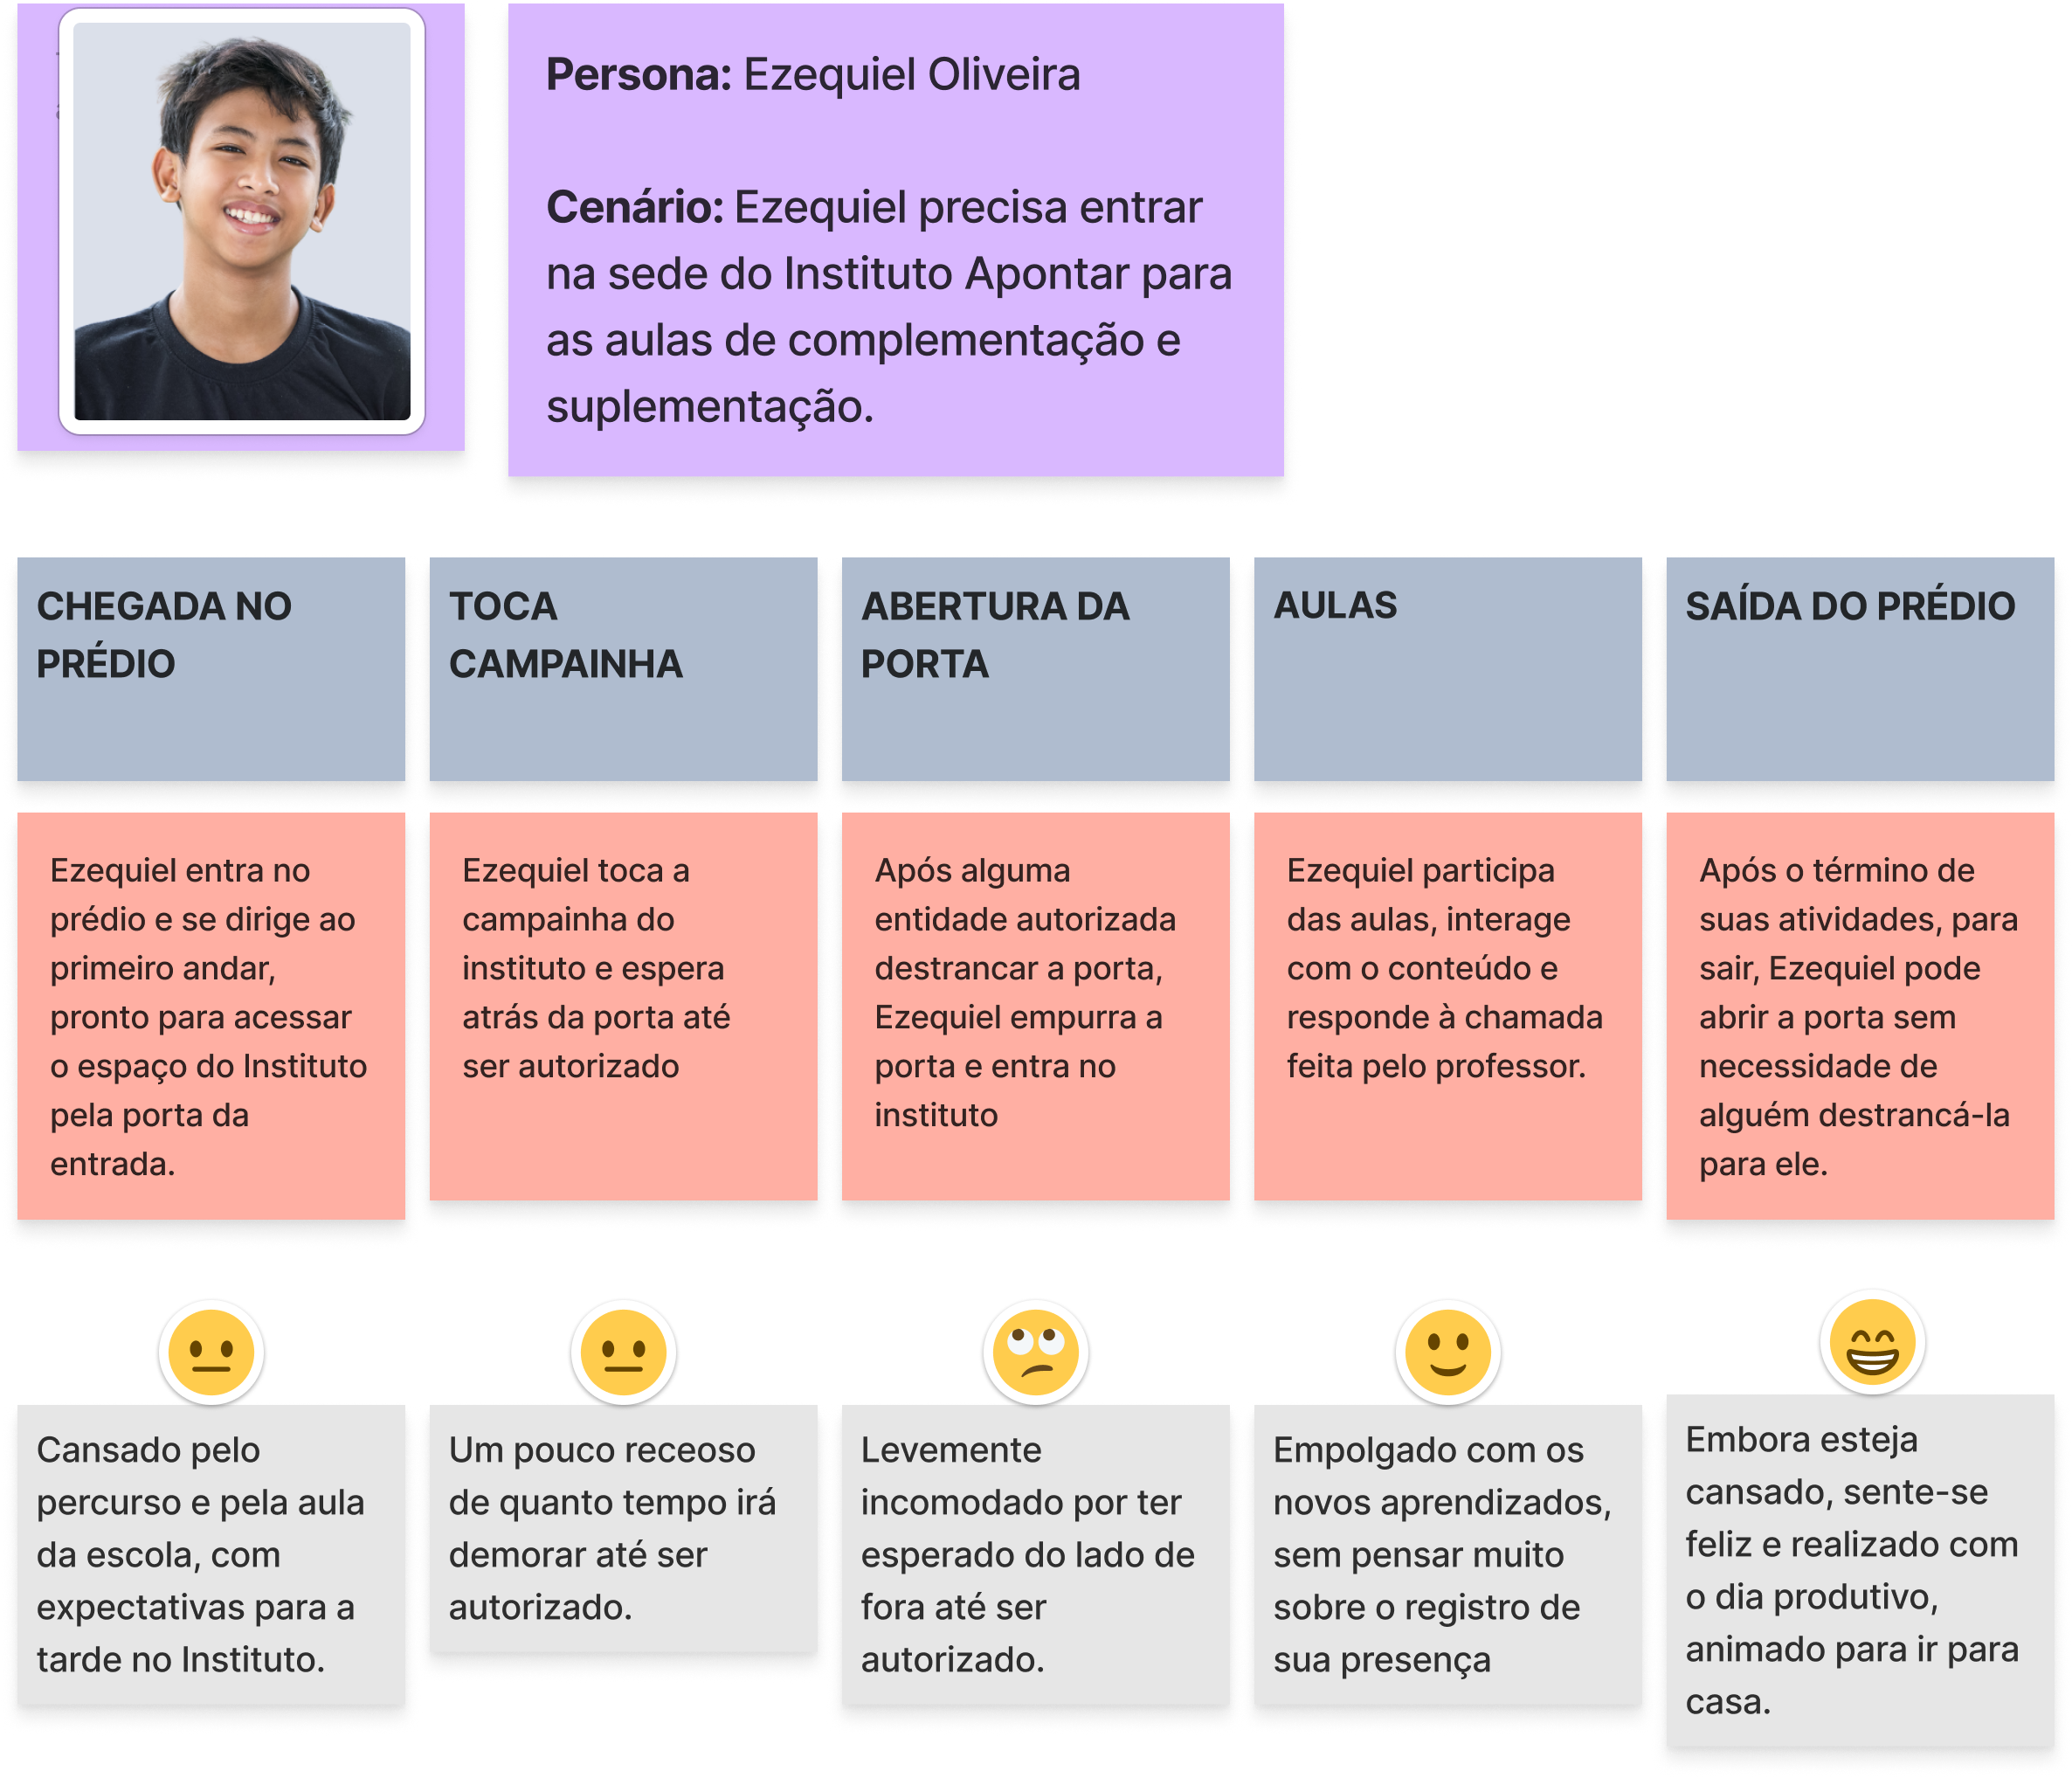 Persona: Ezequiel Oliveira
Cenário: Ezequiel precisa entrar
na sede do Instituto Apontar para
as aulas de complementação e
suplementação.
CHEGADA NO
PRÉDIO
TOCA
CAMPAINHA
ABERTURA DA
PORTA
AULAS
SAÍDA DO PRÉDIO
Ezequiel entra no
prédio e se dirige ao
primeiro andar,
pronto para acessar
o espaço do Instituto
pela porta da
entrada.
Ezequiel toca a
campainha do
instituto e espera
atrás da porta até
ser autorizado
Após alguma
entidade autorizada
destrancar a porta,
Ezequiel empurra a
porta e entra no
instituto
Ezequiel participa
das aulas, interage
com o conteúdo e
responde à chamada
feita pelo professor.
Após o término de
suas atividades, para
sair, Ezequiel pode
abrir a porta sem
necessidade de
alguém destrancá-la
para ele.
Cansado pelo
percurso e pela aula
da escola, com
expectativas para a
tarde no Instituto.
Um pouco receoso
de quanto tempo irá
demorar até ser
autorizado.
Levemente
incomodado por ter
esperado do lado de
fora até ser
autorizado.
Empolgado com os
novos aprendizados,
sem pensar muito
sobre o registro de
sua presença
Embora esteja
cansado, sente-se
feliz e realizado com
o dia produtivo,
animado para ir para
casa.